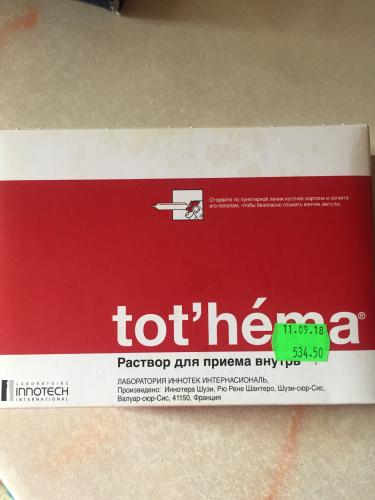 Оторвите по пунктирной линии кусочек картона и согните
его пополам, чтобы безопасно сломать кончик ампулы.
tot'héma®
11.09.18
534.50
Раствор для приема внутрь
LABORATOIRE
INNOTECH
INTERNATIONAL
ЛАБОРАТОРИЯ ИННОТЕК ИНТЕРНАСИОНАЛЬ,
Произведено: Иннотера Шузи, Рю Рене Шантеро, Шузи-сюр-Сис,
Валуар-сюр-Сис, 41150, Франция